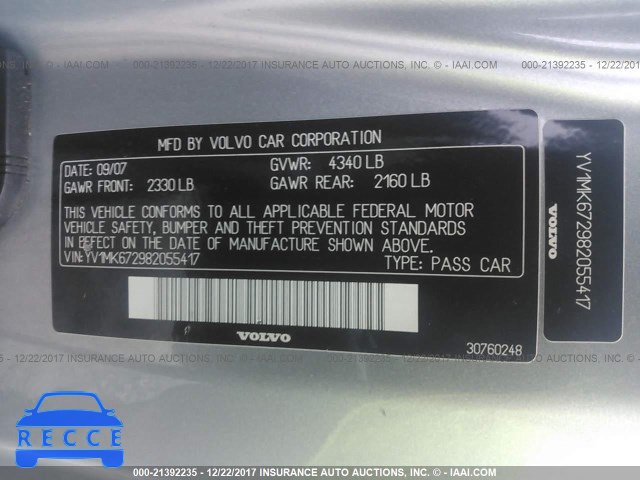 000-21392235 - 12/22/2017 INSURANCE AUTO AUCTIONS, INC. © - IAAI.COM
MFD BY VOLVO CAR CORPORATION
DATE: 09/07 GVWR: 4340 LB
GAWR FRONT: 2330 LB GAWR REAR: 2160 LB
THIS VEHICLE CONFORMS TO ALL APPLICABLE FEDERAL MOTOR
VEHICLE SAFETY, BUMPER AND THEFT PREVENTION STANDARDS
IN EFFECT ON THE DATE OF MANUFACTURE SHOWN ABOVE.
VIN:YV1MK672982055417 TYPE: PASS CAR
VOLVO
30760248
YV1MK672982055417
VOLVO
RECCE
000-21392235 - 12/22/2017 INSURANCE AUTO AUCTIONS, INC. © - IAAI.COM